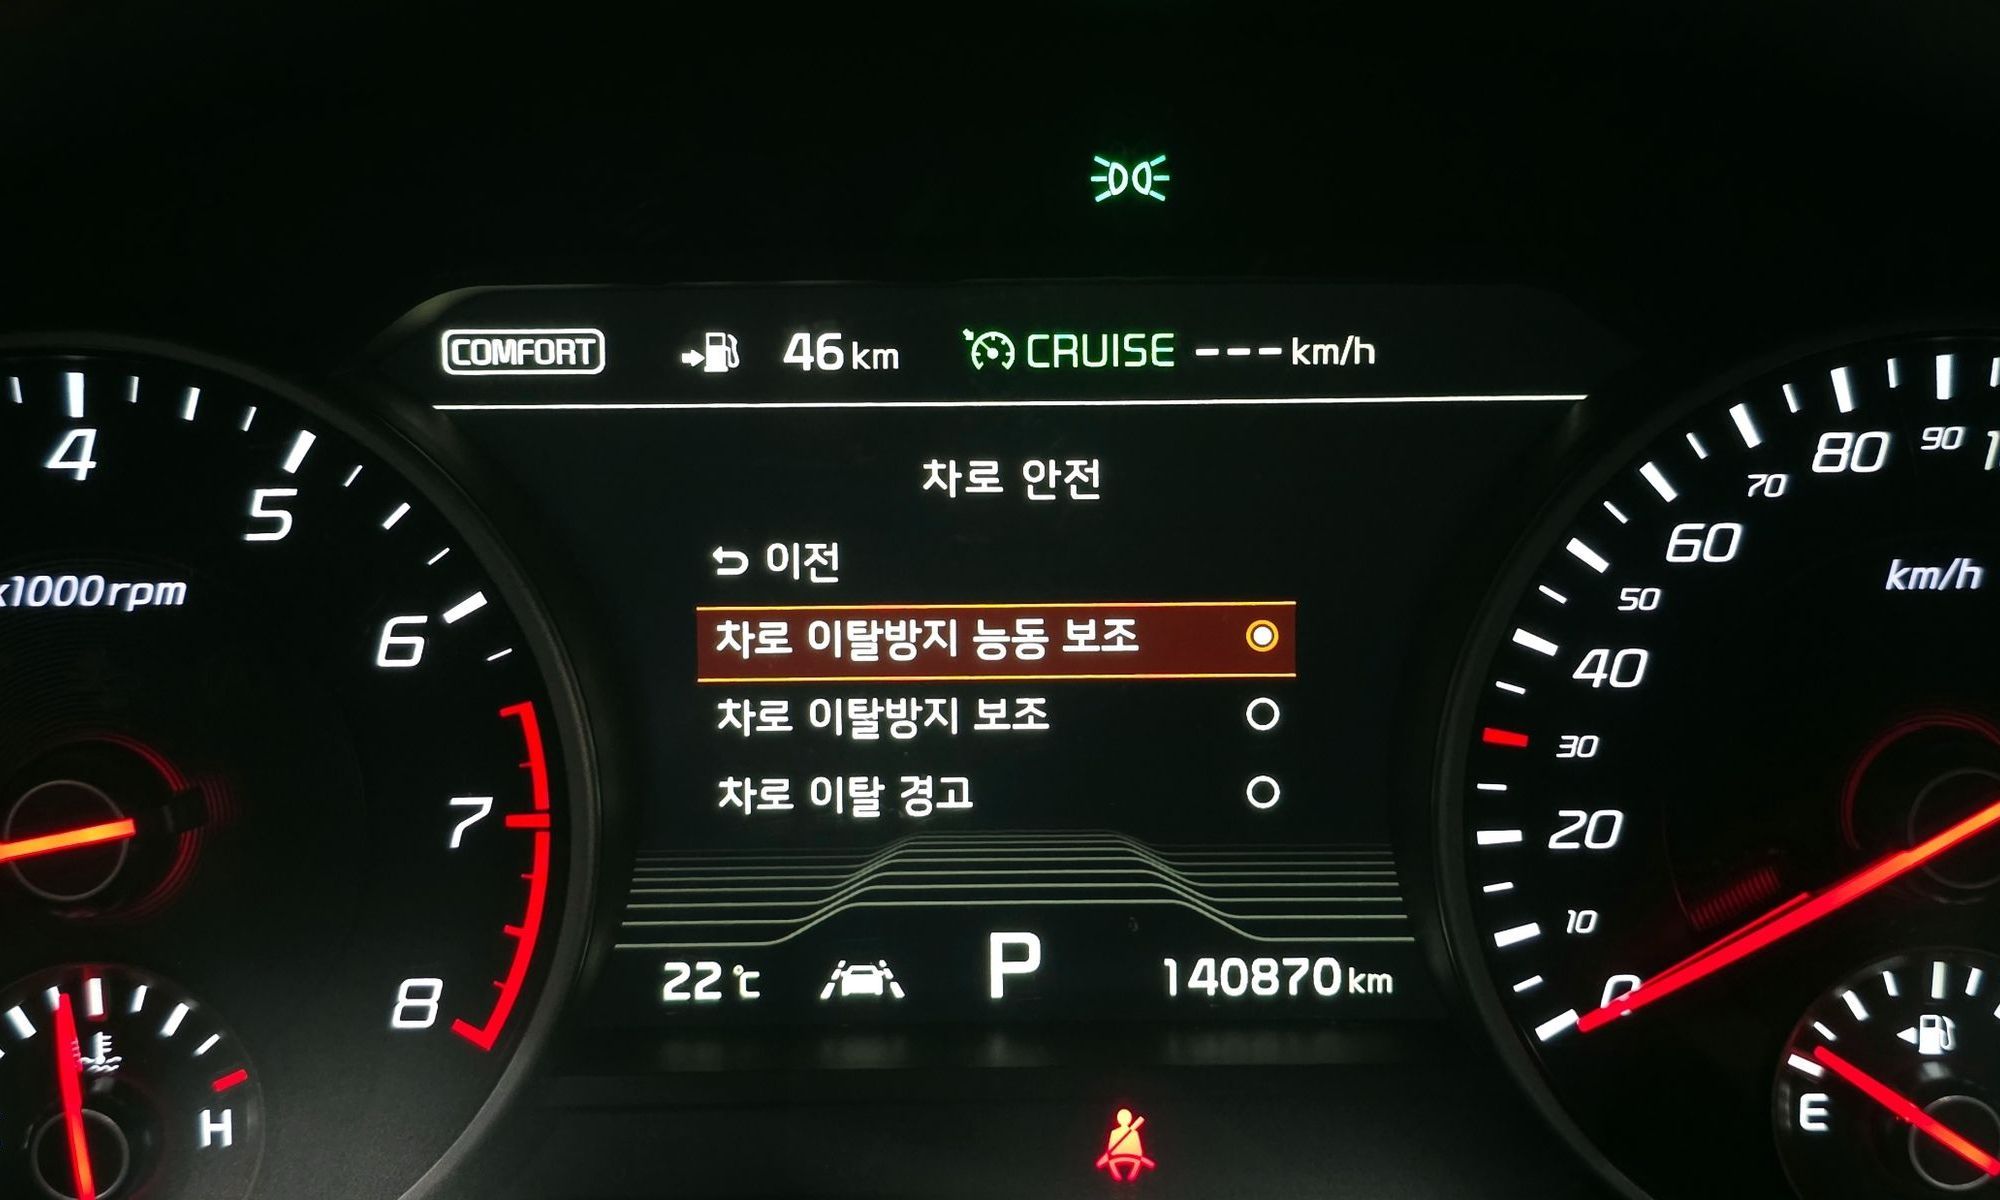 COMFORT 46 km CRUISE --- km/h
차로 안전
이전
차로 이탈방지 능동 보조
차로 이탈방지 보조
차로 이탈 경고
22 °C P 140870 km
4
5
6
7
8
x1000rpm
H
0
10
20
30
40
50
60
70
80
90
km/h
E